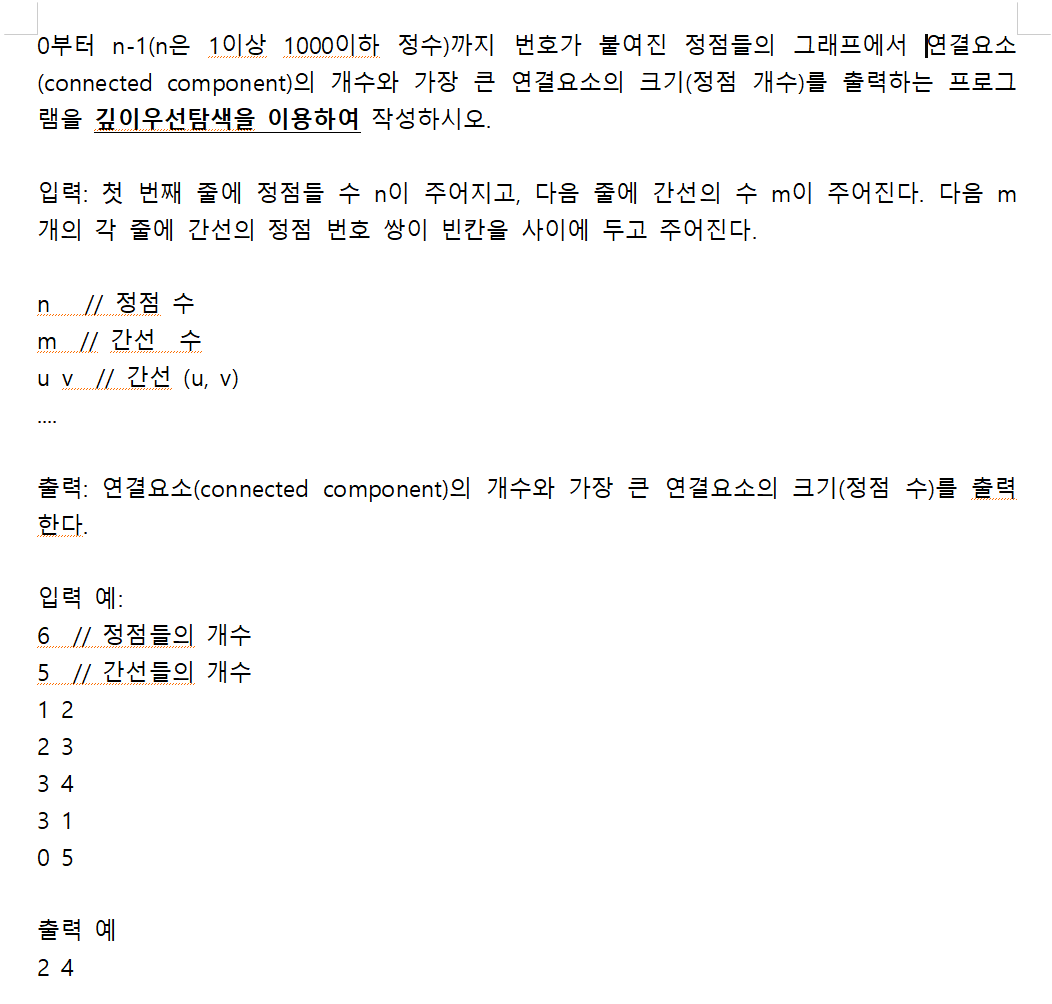 0부터 n-1(n은 1이상 1000이하 정수)까지 번호가 붙여진 정점들의 그래프에서 연결요소
(connected component)의 개수와 가장 큰 연결요소의 크기(정점 개수)를 출력하는 프로그
램을 깊이우선탐색을 이용하여 작성하시오.
입력: 첫 번째 줄에 정점들 수 n이 주어지고, 다음 줄에 간선의 수 m이 주어진다. 다음 m
개의 각 줄에 간선의 정점 번호 쌍이 빈칸을 사이에 두고 주어진다.
n // 정점 수
m // 간선 수
u v // 간선 (u, v)
....
출력: 연결요소(connected component)의 개수와 가장 큰 연결요소의 크기(정점 수)를 출력
한다.
입력 예:
6 // 정점들의 개수
5 // 간선들의 개수
1 2
2 3
3 4
3 1
0 5
출력 예
2 4